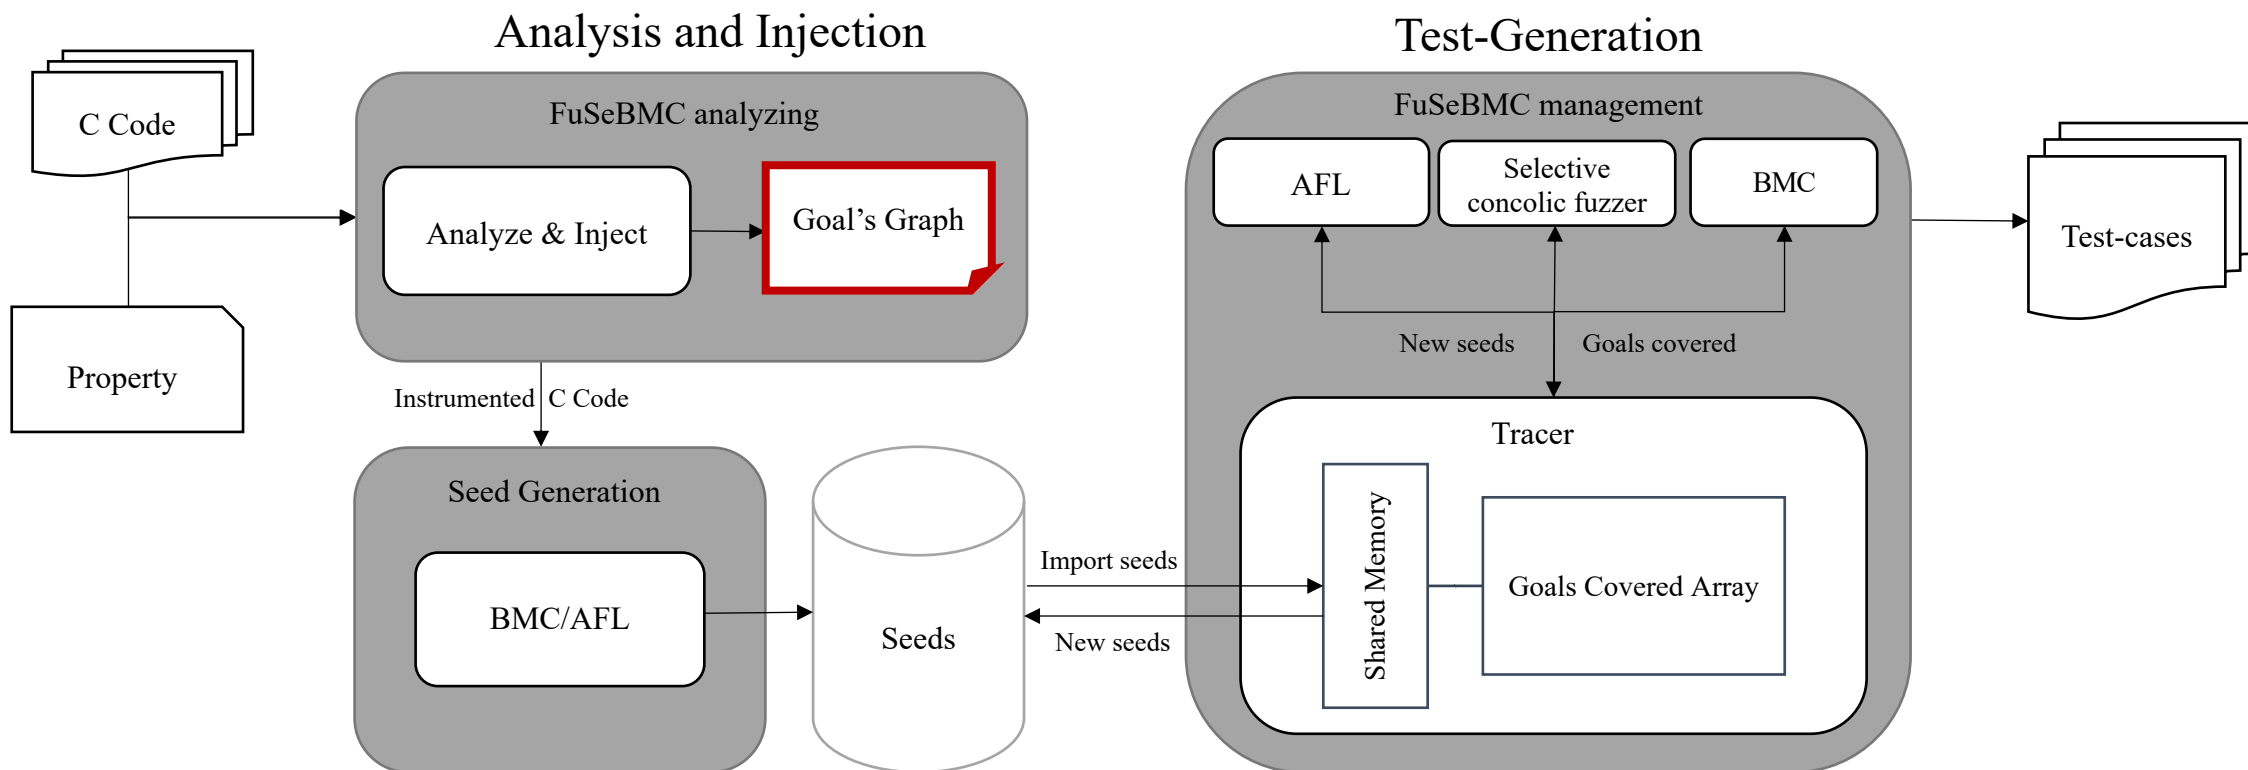 Analysis and Injection
Test-Generation
C Code
Property
FuSeBMC analyzing
Analyze & Inject
Goal’s Graph
Instrumented C Code
Seed Generation
BMC/AFL
Seeds
Import seeds
New seeds
FuSeBMC management
AFL
Selective
concolic fuzzer
BMC
New seeds
Goals covered
Tracer
Shared Memory
Goals Covered Array
Test-cases